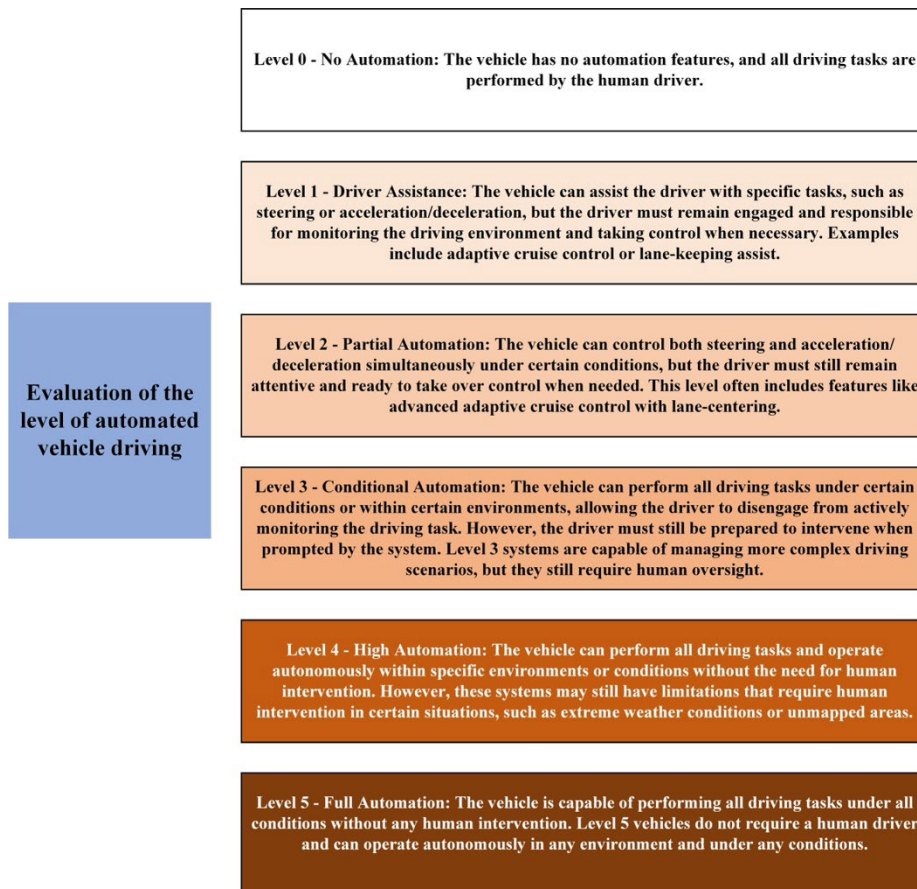 Level 0 - No Automation: The vehicle has no automation features, and all driving tasks are
performed by the human driver.
Level 1 - Driver Assistance: The vehicle can assist the driver with specific tasks, such as
steering or acceleration/deceleration, but the driver must remain engaged and responsible
for monitoring the driving environment and taking control when necessary. Examples
include adaptive cruise control or lane-keeping assist.
Evaluation of the
level of automated
vehicle driving
Level 2 - Partial Automation: The vehicle can control both steering and acceleration/
deceleration simultaneously under certain conditions, but the driver must still remain
attentive and ready to take over control when needed. This level often includes features like
advanced adaptive cruise control with lane-centering.
Level 3 - Conditional Automation: The vehicle can perform all driving tasks under certain
conditions or within certain environments, allowing the driver to disengage from actively
monitoring the driving task. However, the driver must still be prepared to intervene when
prompted by the system. Level 3 systems are capable of managing more complex driving
scenarios, but they still require human oversight.
Level 4 - High Automation: The vehicle can perform all driving tasks and operate
autonomously within specific environments or conditions without the need for human
intervention. However, these systems may still have limitations that require human
intervention in certain situations, such as extreme weather conditions or unmapped areas.
Level 5 - Full Automation: The vehicle is capable of performing all driving tasks under all
conditions without any human intervention. Level 5 vehicles do not require a human driver
and can operate autonomously in any environment and under any conditions.